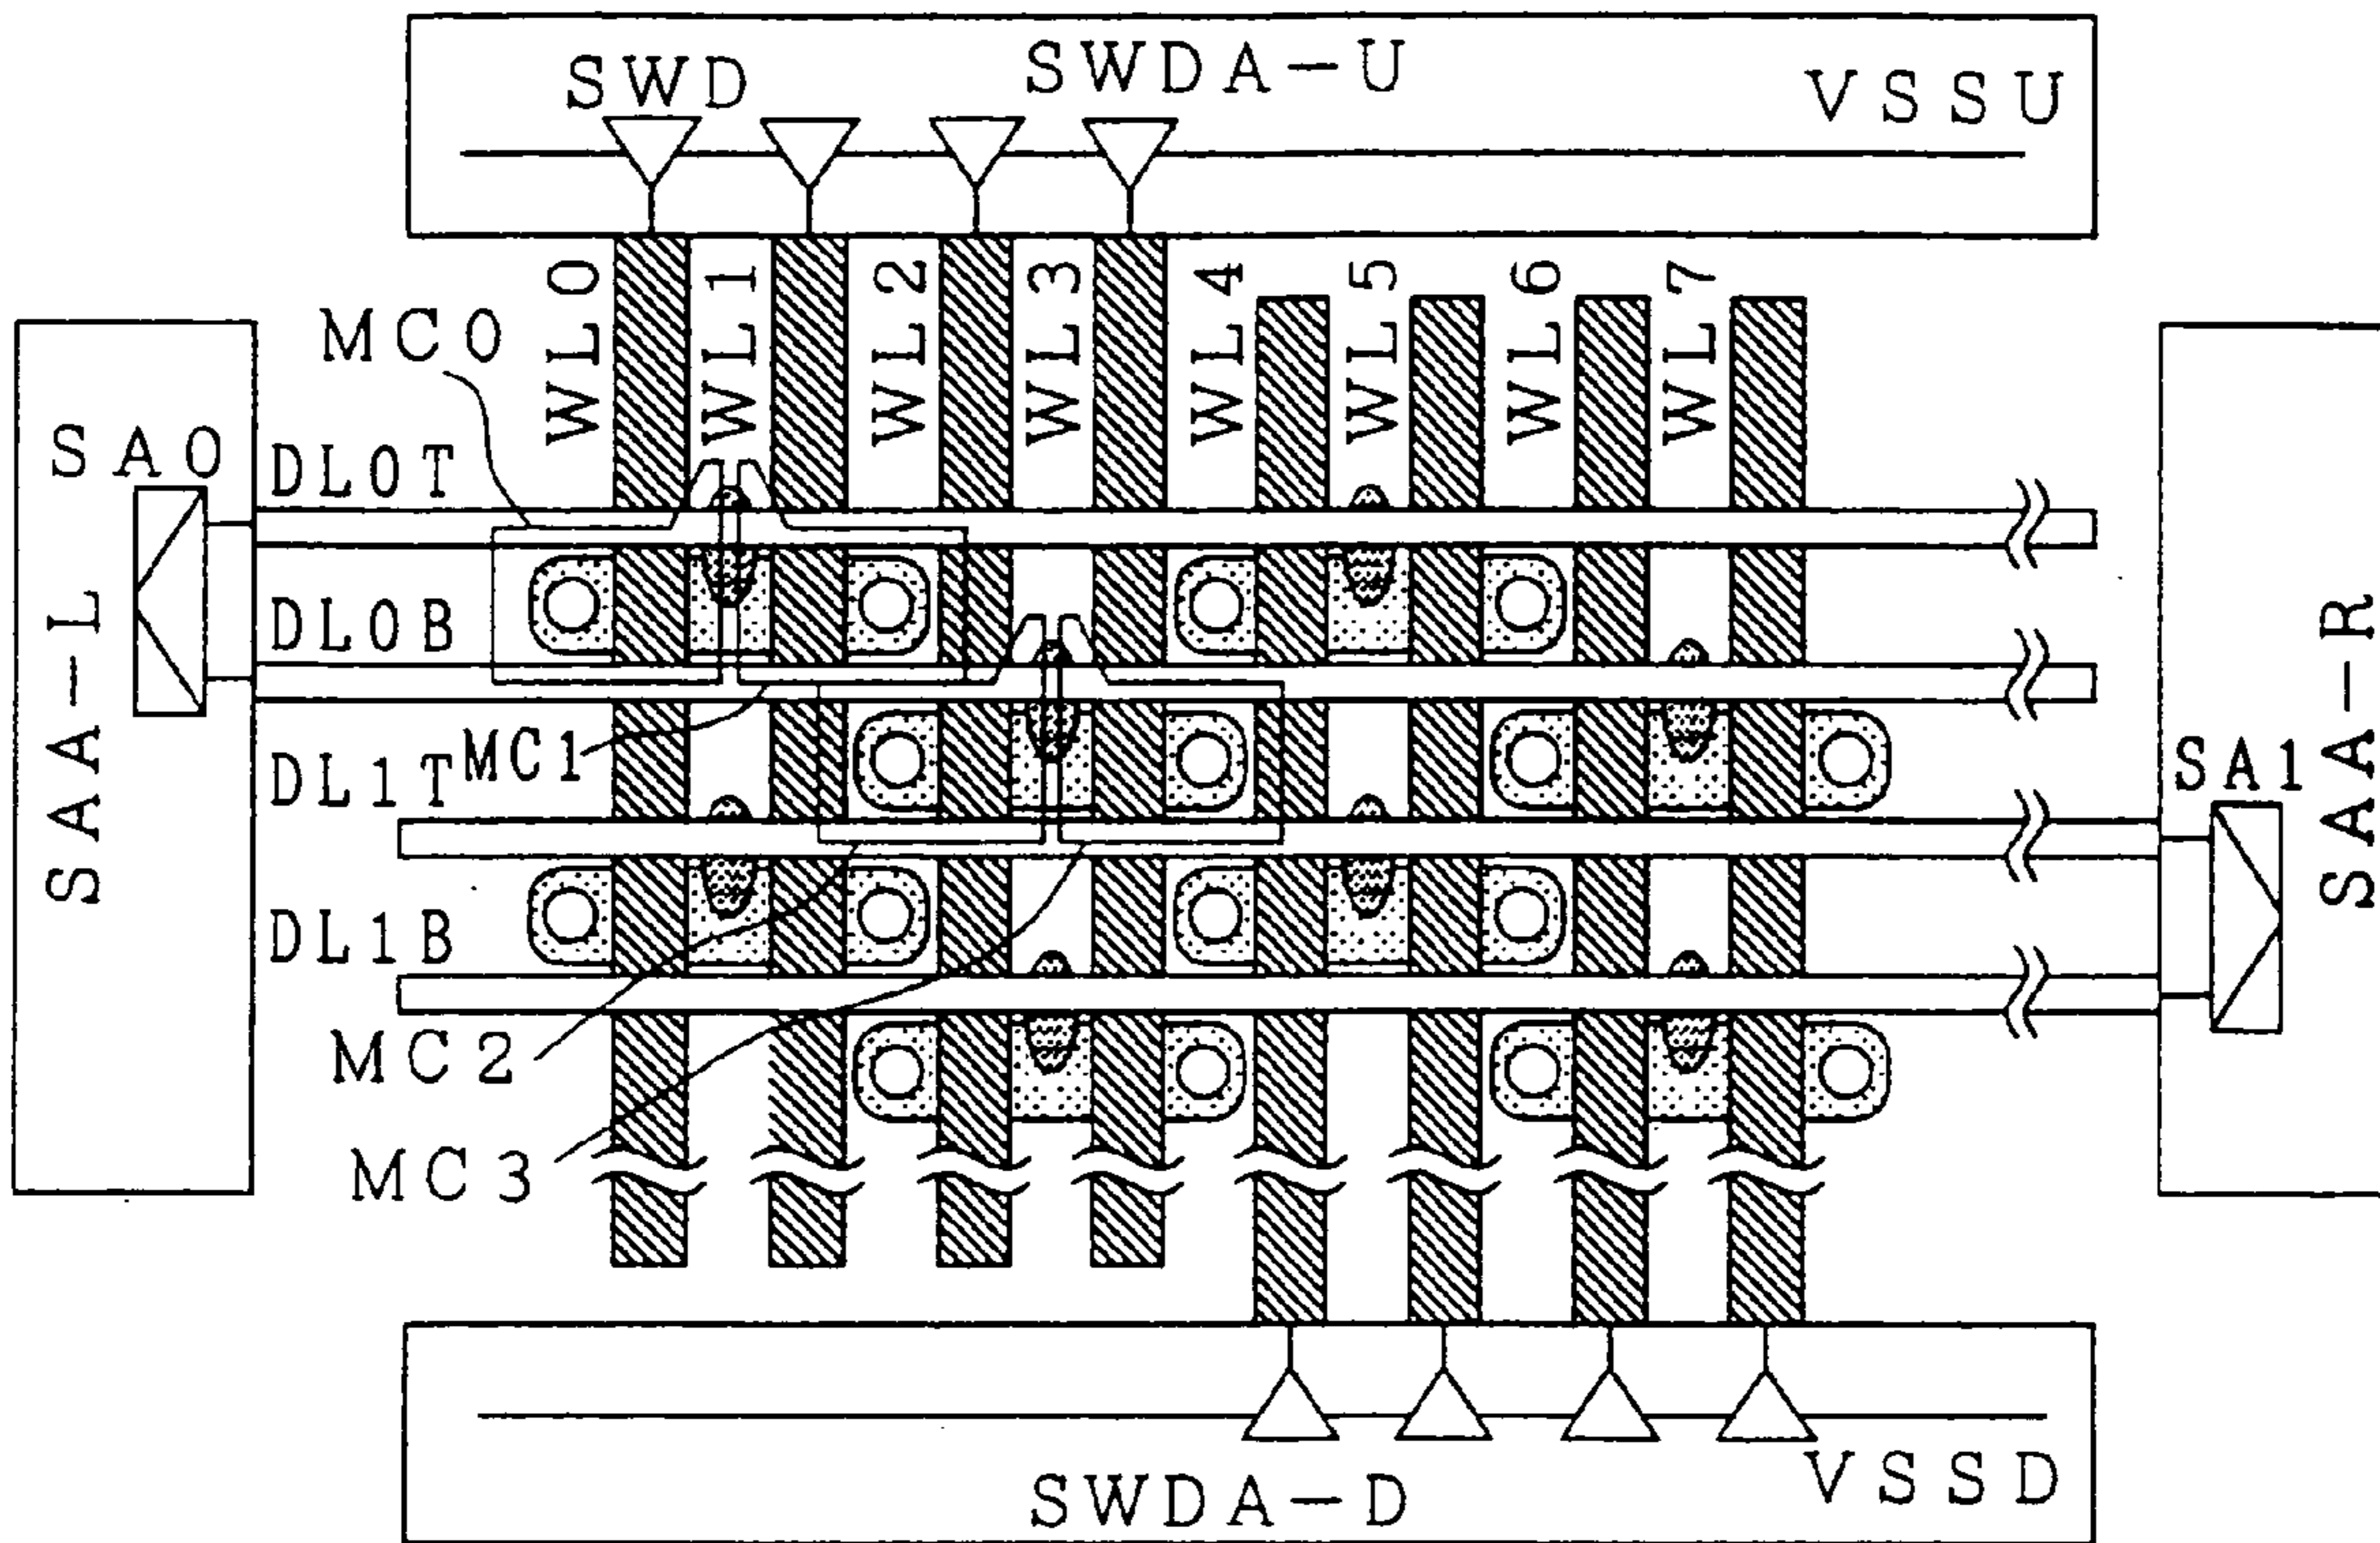 SWD
SWDA-U
VSSU
WL0
WL1
WL2
WL3
WL4
WL5
WL6
WL7
MC0
SA0
DL0T
DL0B
SAA-L
MC1
DL1T
DL1B
SA1
SAA-R
MC2
MC3
SWDA-D
VSSD